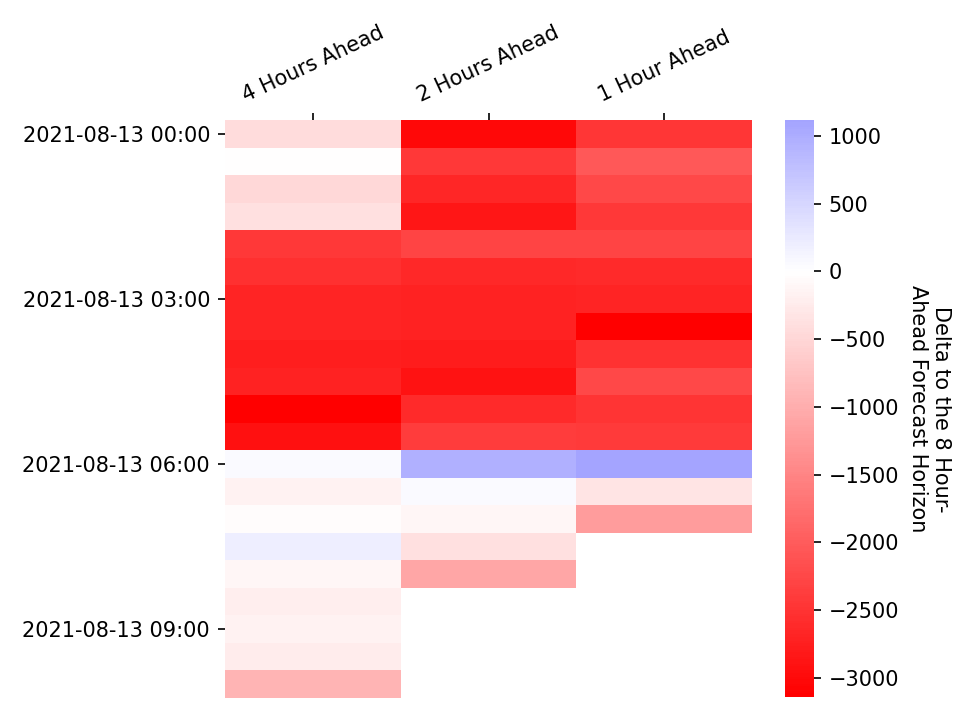 4 Hours Ahead
2 Hours Ahead
1 Hour Ahead
2021-08-13 00:00
2021-08-13 03:00
2021-08-13 06:00
2021-08-13 09:00
1000
500
0
−500
−1000
−1500
−2000
−2500
−3000
Delta to the 8 Hour-
Ahead Forecast Horizon